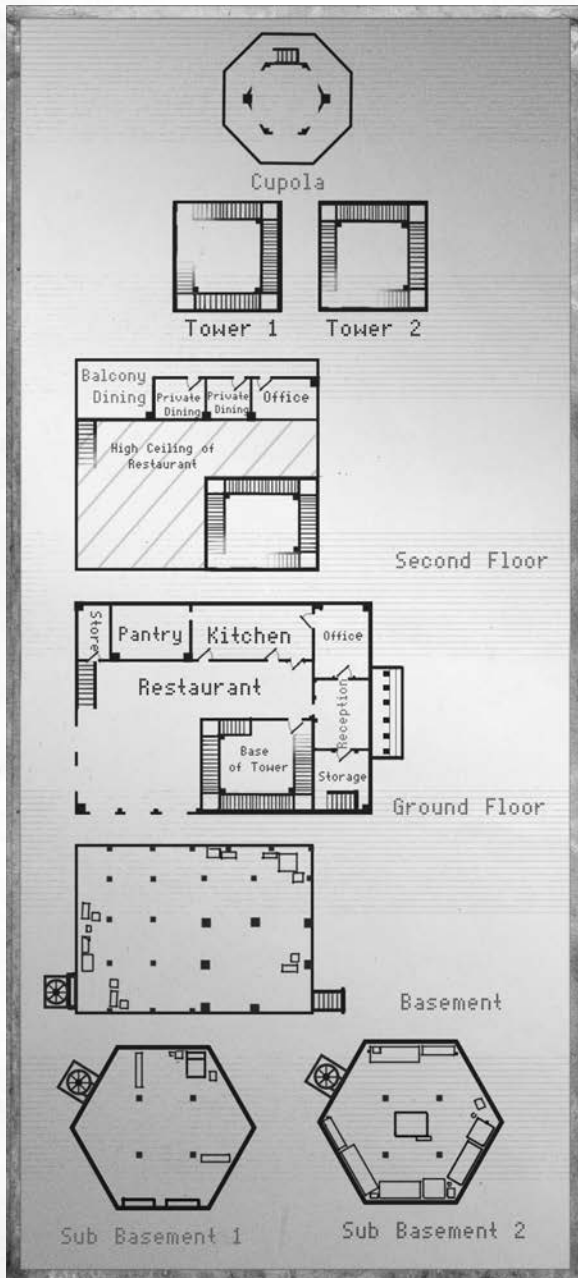 Cupola
Tower 1
Tower 2
Balcony
Dining
Private
Dining
Private
Dining
Office
High Ceiling of
Restaurant
Second Floor
Store
Pantry
Kitchen
Office
Restaurant
Reception
Base
of Tower
Storage
Ground Floor
Basement
Sub Basement 1
Sub Basement 2